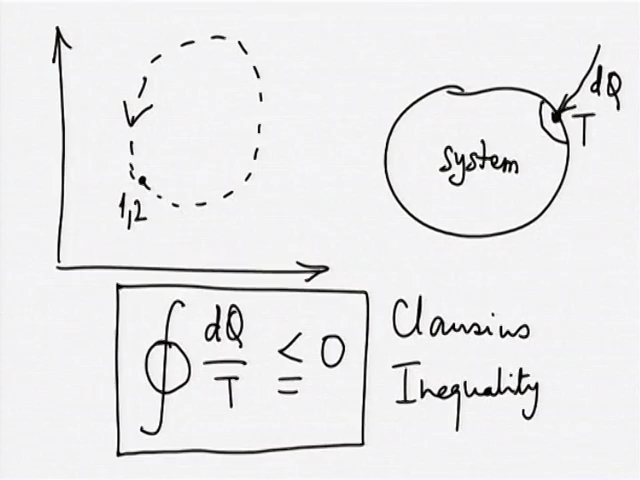 1,2
dQ
T
system
∮ dQ/T ≤ 0
Clausius
Inequality